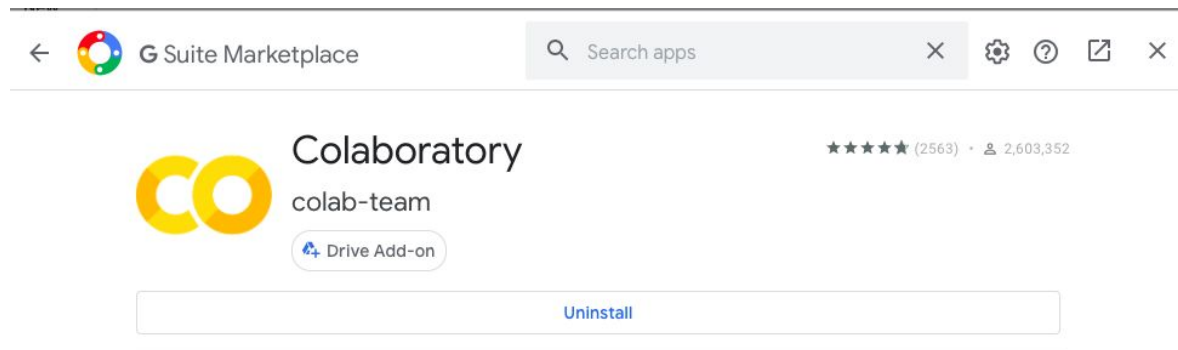 G Suite Marketplace Search apps
Colaboratory
★★★★★ (2563) • 2,603,352
colab-team
Drive Add-on
Uninstall